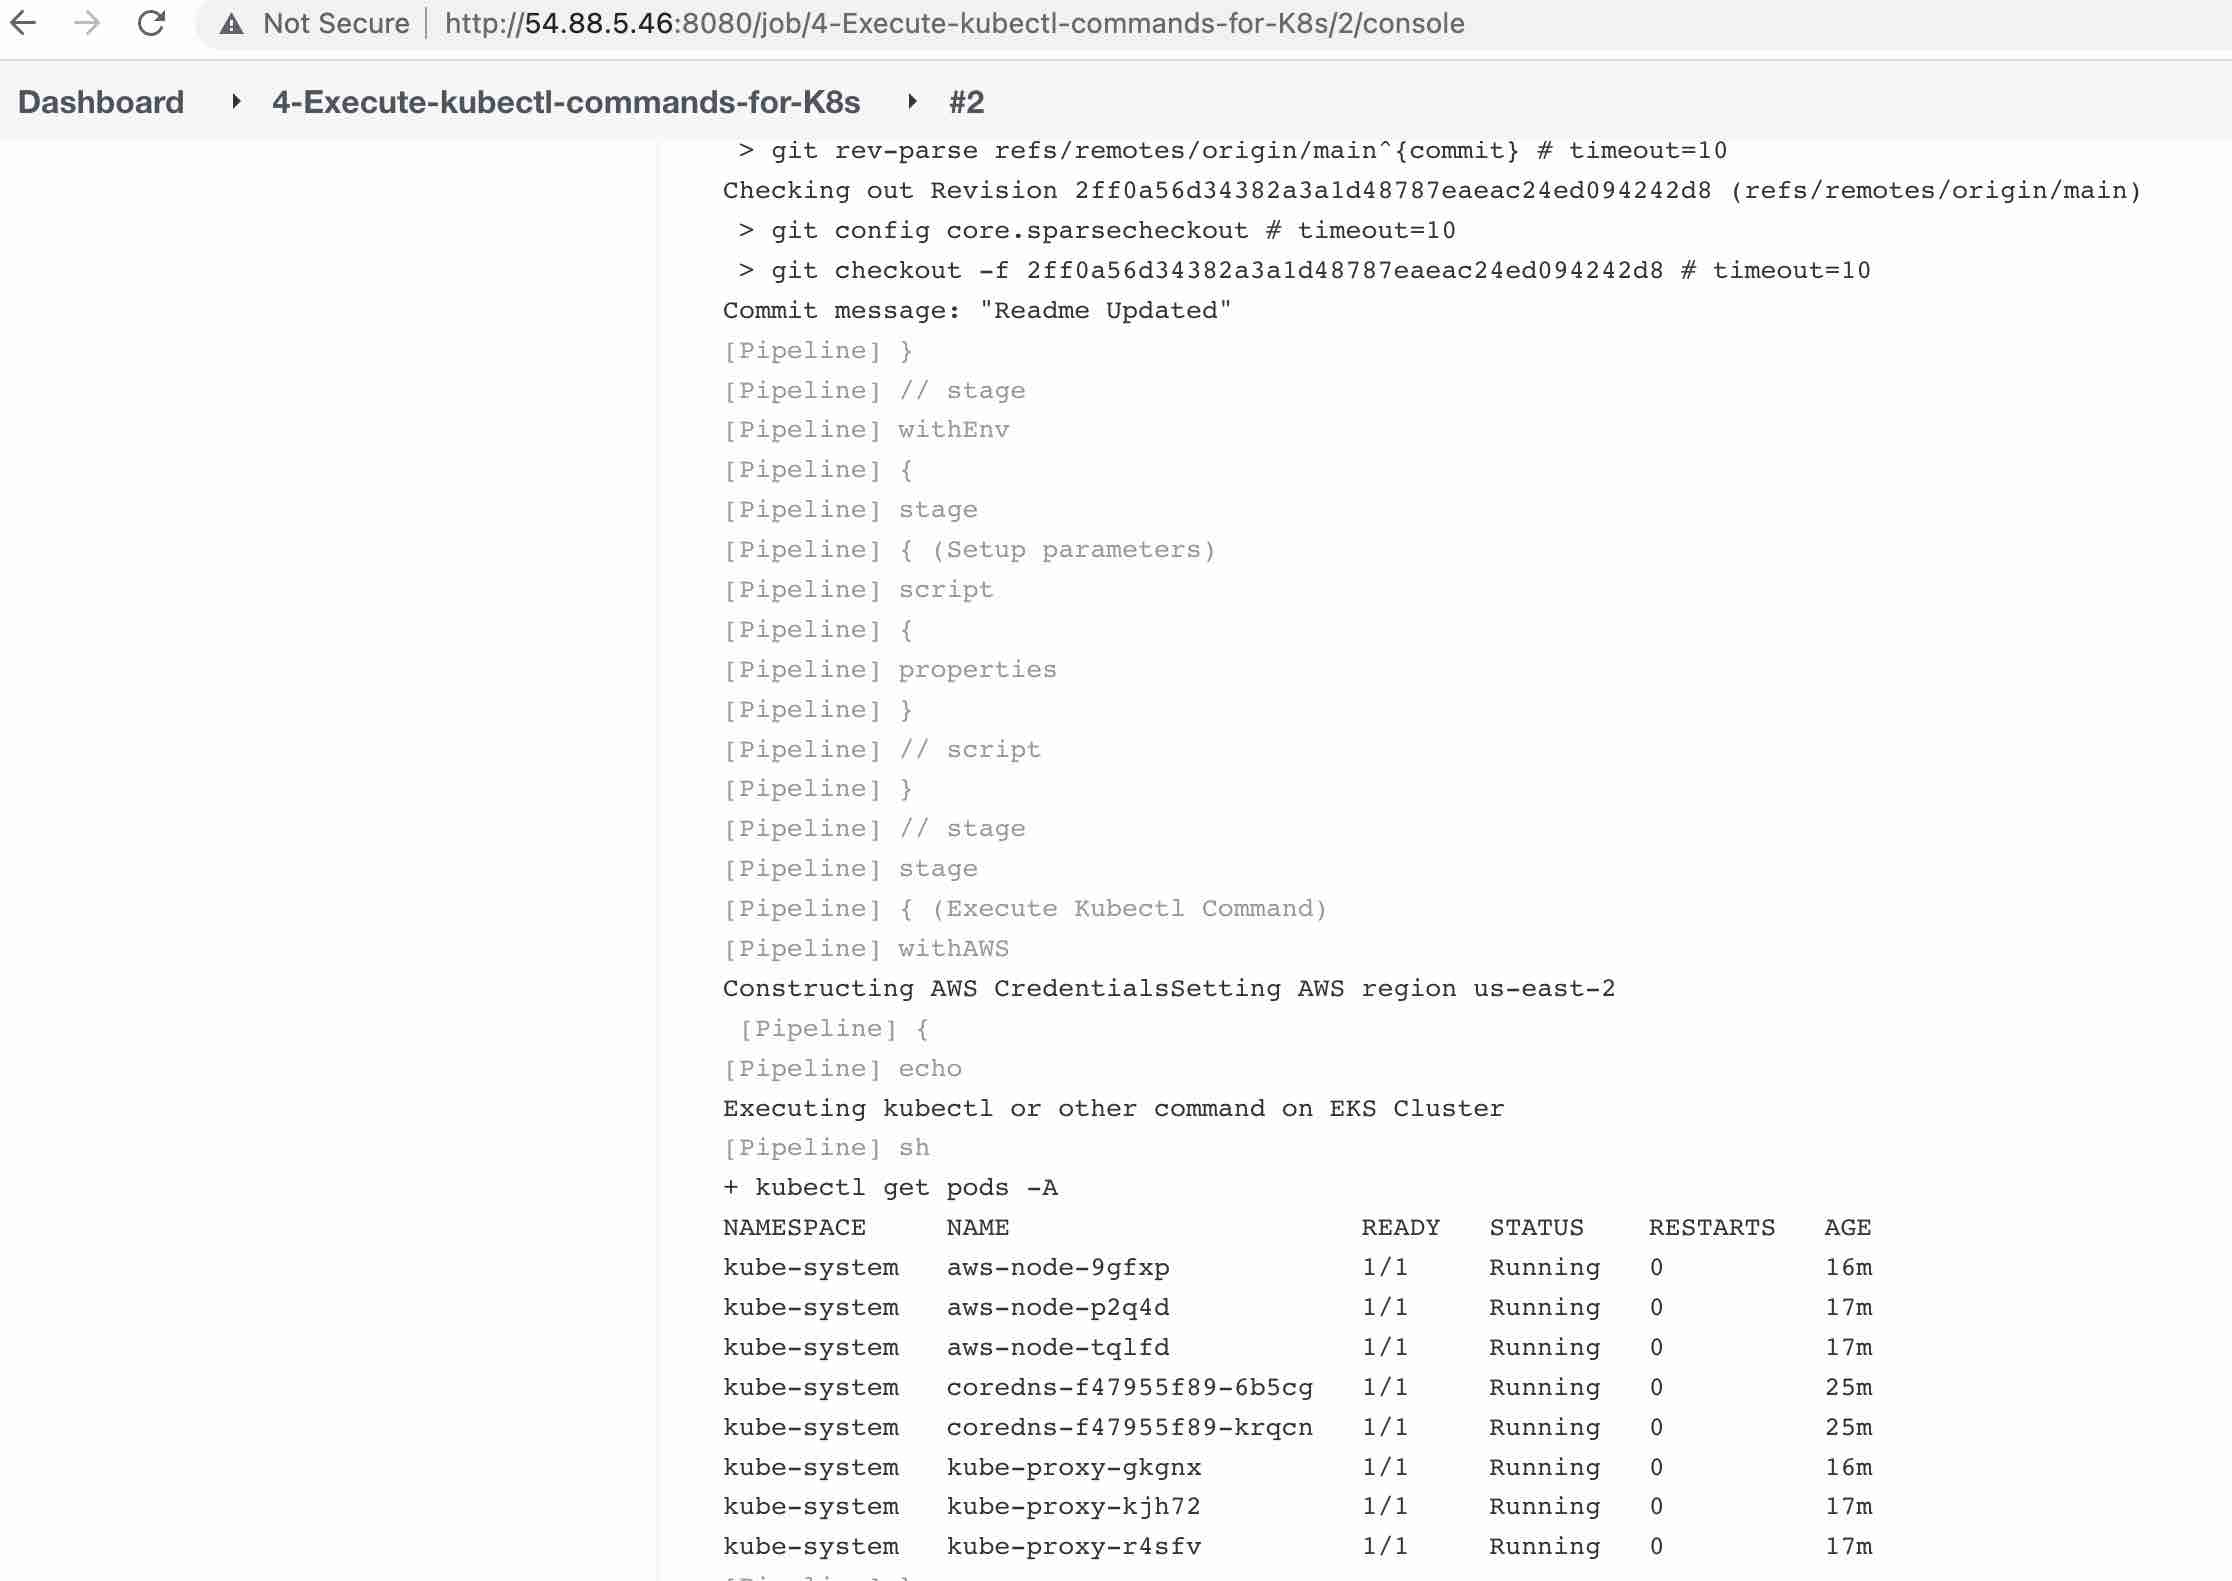 Not Secure | http://54.88.5.46:8080/job/4-Execute-kubectl-commands-for-K8s/2/console
Dashboard 4-Execute-kubectl-commands-for-K8s #2
> git rev-parse refs/remotes/origin/main^{commit} # timeout=10
Checking out Revision 2ff0a56d34382a3a1d48787eaeac24ed094242d8 (refs/remotes/origin/main)
> git config core.sparsecheckout # timeout=10
> git checkout -f 2ff0a56d34382a3a1d48787eaeac24ed094242d8 # timeout=10
Commit message: "Readme Updated"
[Pipeline] }
[Pipeline] // stage
[Pipeline] withEnv
[Pipeline] {
[Pipeline] stage
[Pipeline] { (Setup parameters)
[Pipeline] script
[Pipeline] {
[Pipeline] properties
[Pipeline] }
[Pipeline] // script
[Pipeline] }
[Pipeline] // stage
[Pipeline] stage
[Pipeline] { (Execute Kubectl Command)
[Pipeline] withAWS
Constructing AWS CredentialsSetting AWS region us-east-2
[Pipeline] {
[Pipeline] echo
Executing kubectl or other command on EKS Cluster
[Pipeline] sh
+ kubectl get pods -A
NAMESPACE NAME READY STATUS RESTARTS AGE
kube-system aws-node-9gfxp 1/1 Running 0 16m
kube-system aws-node-p2q4d 1/1 Running 0 17m
kube-system aws-node-tqlfd 1/1 Running 0 17m
kube-system coredns-f47955f89-6b5cg 1/1 Running 0 25m
kube-system coredns-f47955f89-krqcn 1/1 Running 0 25m
kube-system kube-proxy-gkgnx 1/1 Running 0 16m
kube-system kube-proxy-kjh72 1/1 Running 0 17m
kube-system kube-proxy-r4sfv 1/1 Running 0 17m